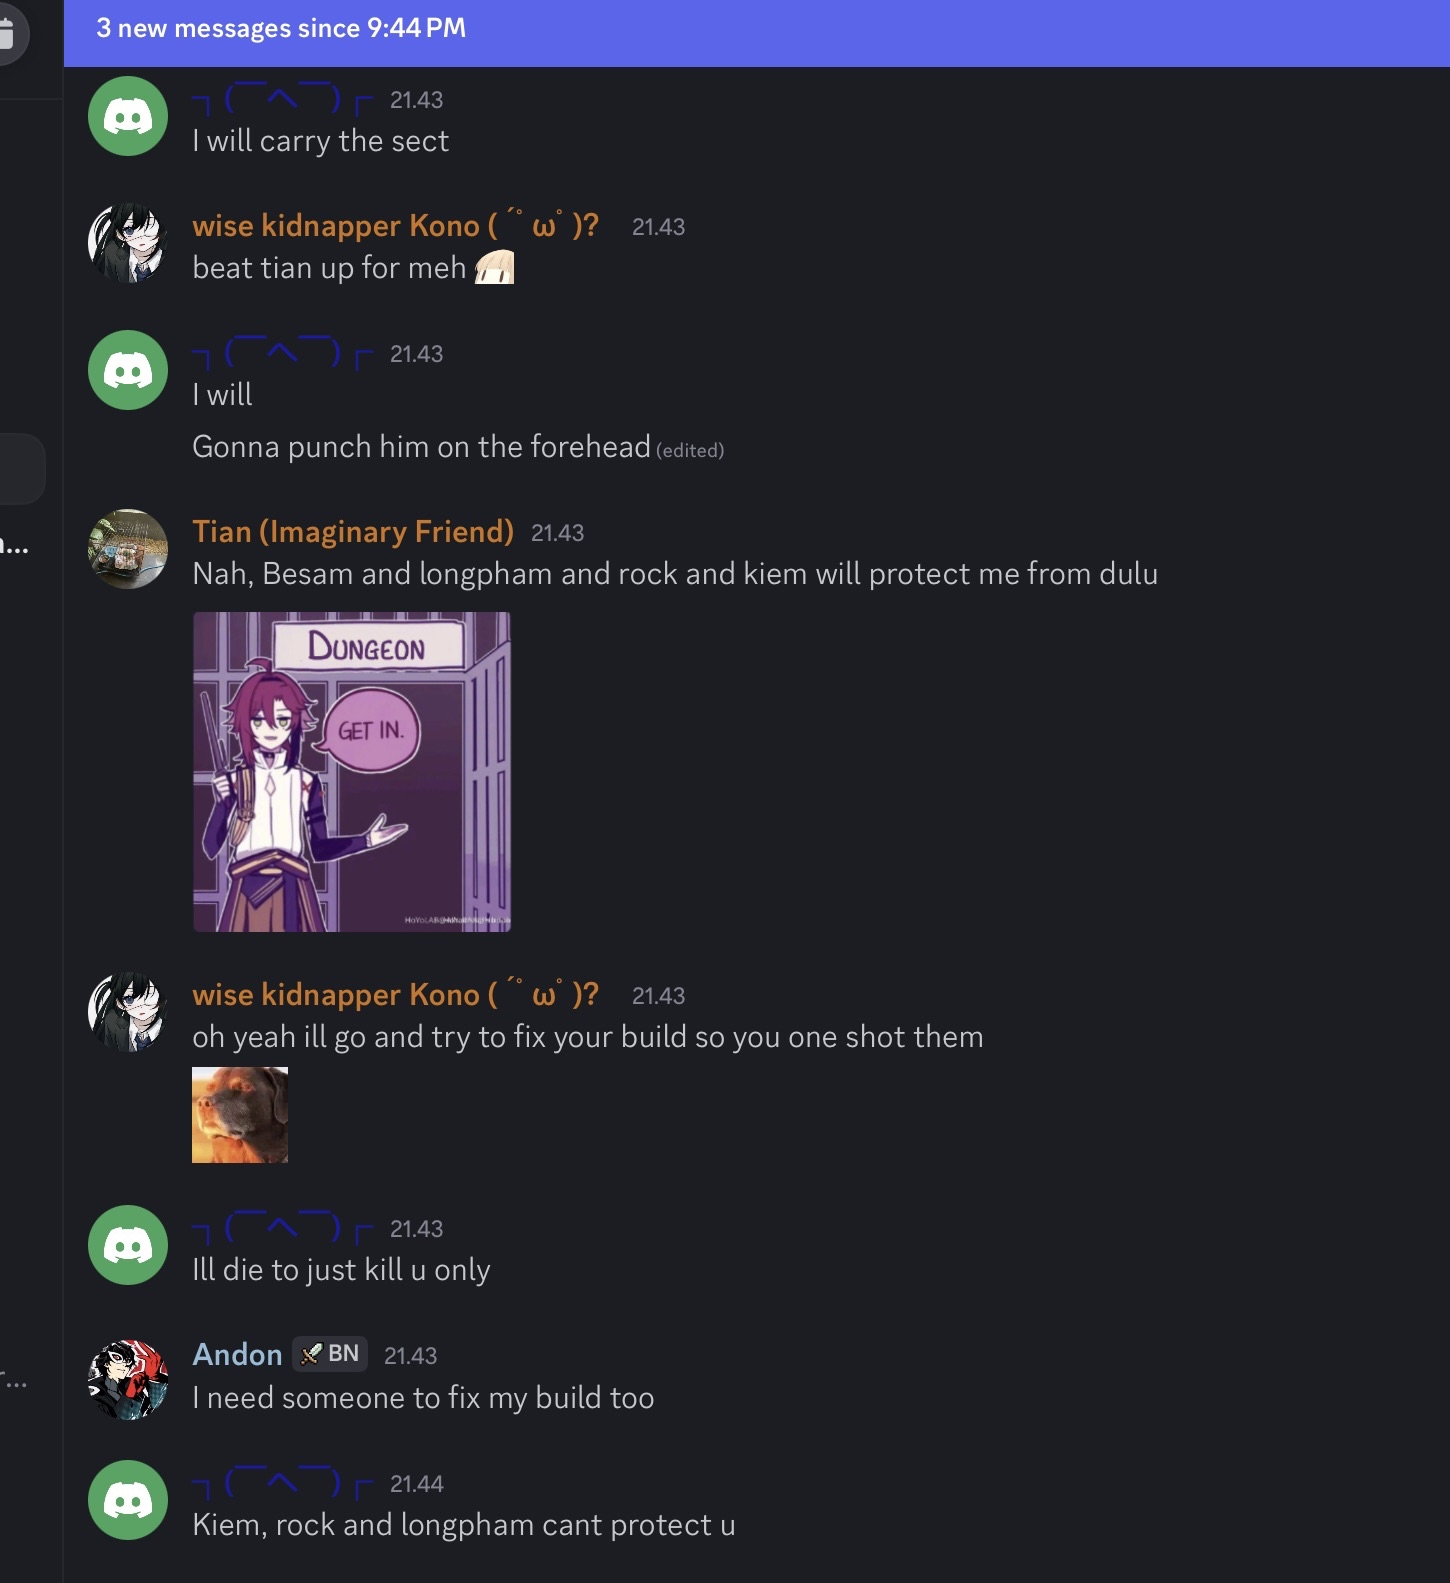 3 new messages since 9:44 PM
┐(￣ヘ￣)┌ 21.43
I will carry the sect
wise kidnapper Kono ( ´ ˚ ω ˚ )? 21.43
beat tian up for meh
┐(￣ヘ￣)┌ 21.43
I will
Gonna punch him on the forehead (edited)
Tian (Imaginary Friend) 21.43
Nah, Besam and longpham and rock and kiem will protect me from dulu
DUNGEON
GET IN.
wise kidnapper Kono ( ´ ˚ ω ˚ )? 21.43
oh yeah ill go and try to fix your build so you one shot them
┐(￣ヘ￣)┌ 21.43
Ill die to just kill u only
Andon BN 21.43
I need someone to fix my build too
┐(￣ヘ￣)┌ 21.44
Kiem, rock and longpham cant protect u